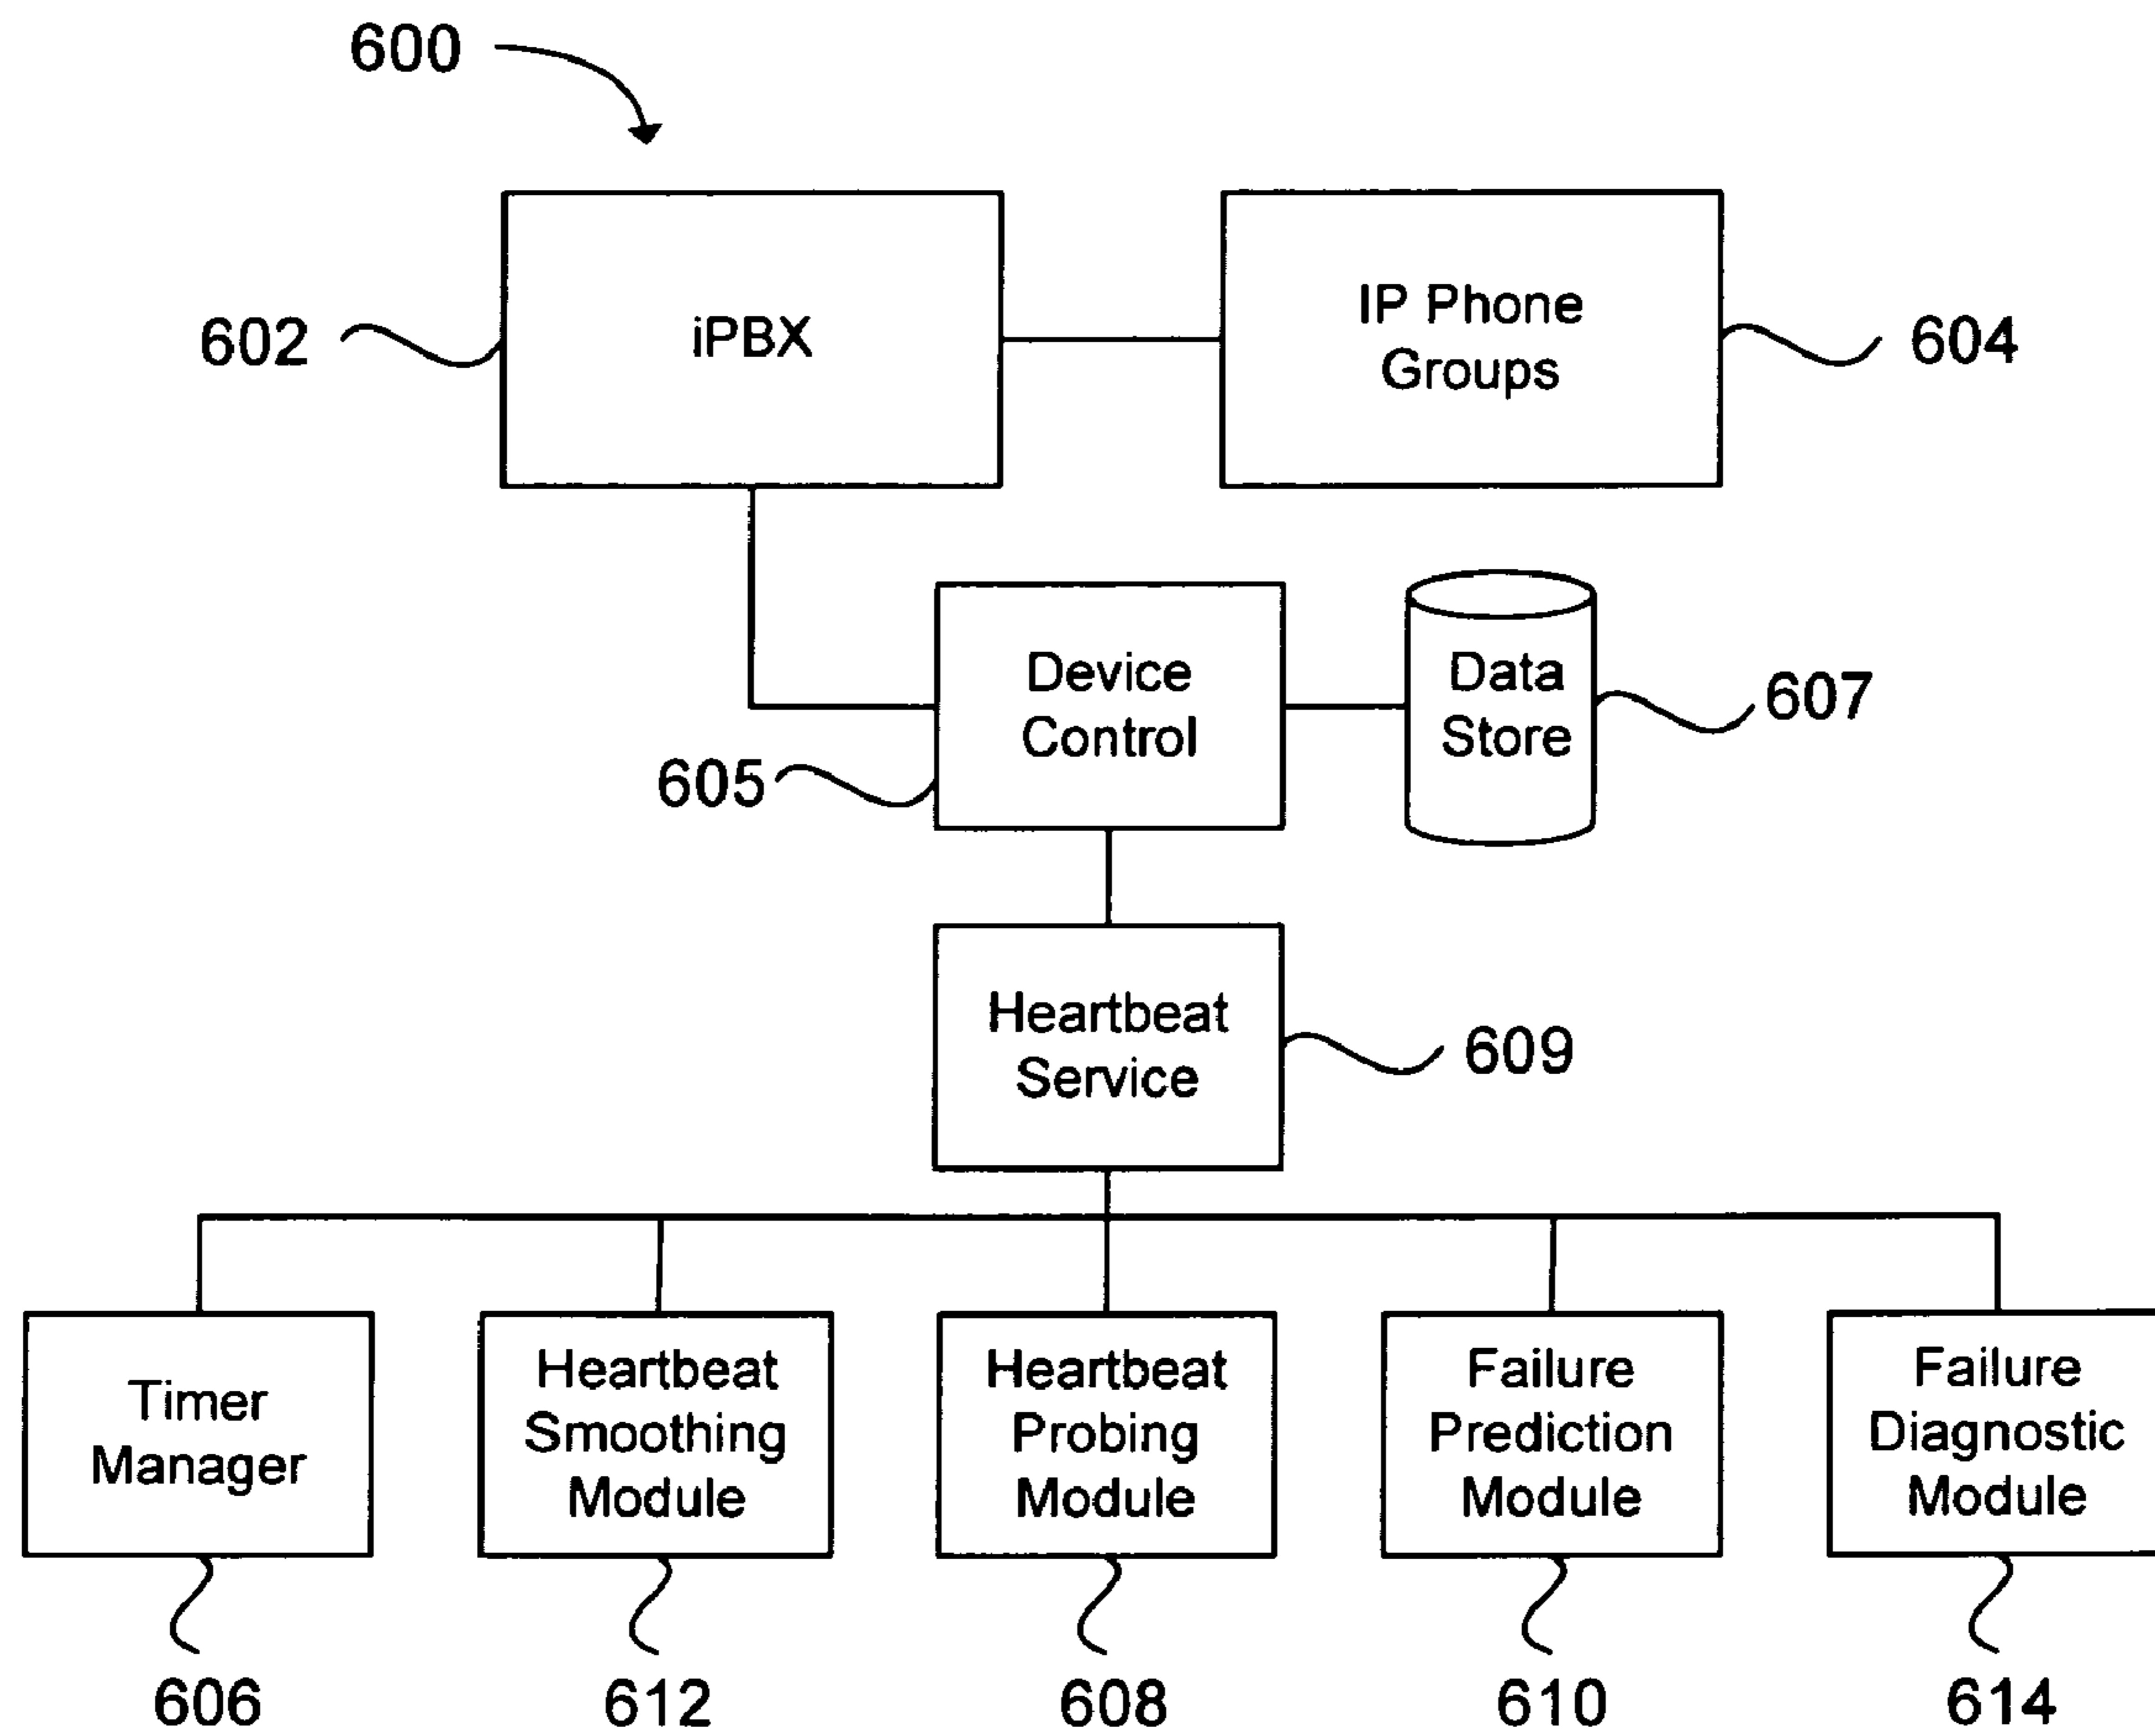 600
602
iPBX
IP Phone
Groups
604
Device
Control
605
Data
Store
607
Heartbeat
Service
609
Timer
Manager
Heartbeat
Smoothing
Module
Heartbeat
Probing
Module
Failure
Prediction
Module
Failure
Diagnostic
Module
606
612
608
610
614